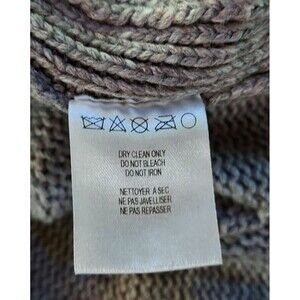 DRY CLEAN ONLY
DO NOT BLEACH
DO NOT IRON
NETTOYER A SEC
NE PAS JAVELLISER
NE PAS REPASSER